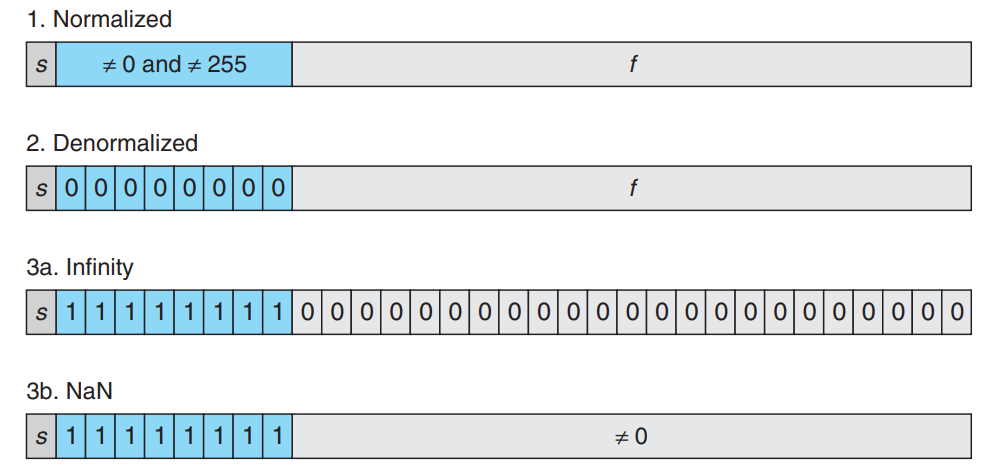 1. Normalized
s ≠ 0 and ≠ 255 f
2. Denormalized
s 0 0 0 0 0 0 0 0 f
3a. Infinity
s 1 1 1 1 1 1 1 1 0 0 0 0 0 0 0 0 0 0 0 0 0 0 0 0 0 0 0 0 0 0 0
3b. NaN
s 1 1 1 1 1 1 1 1 ≠ 0